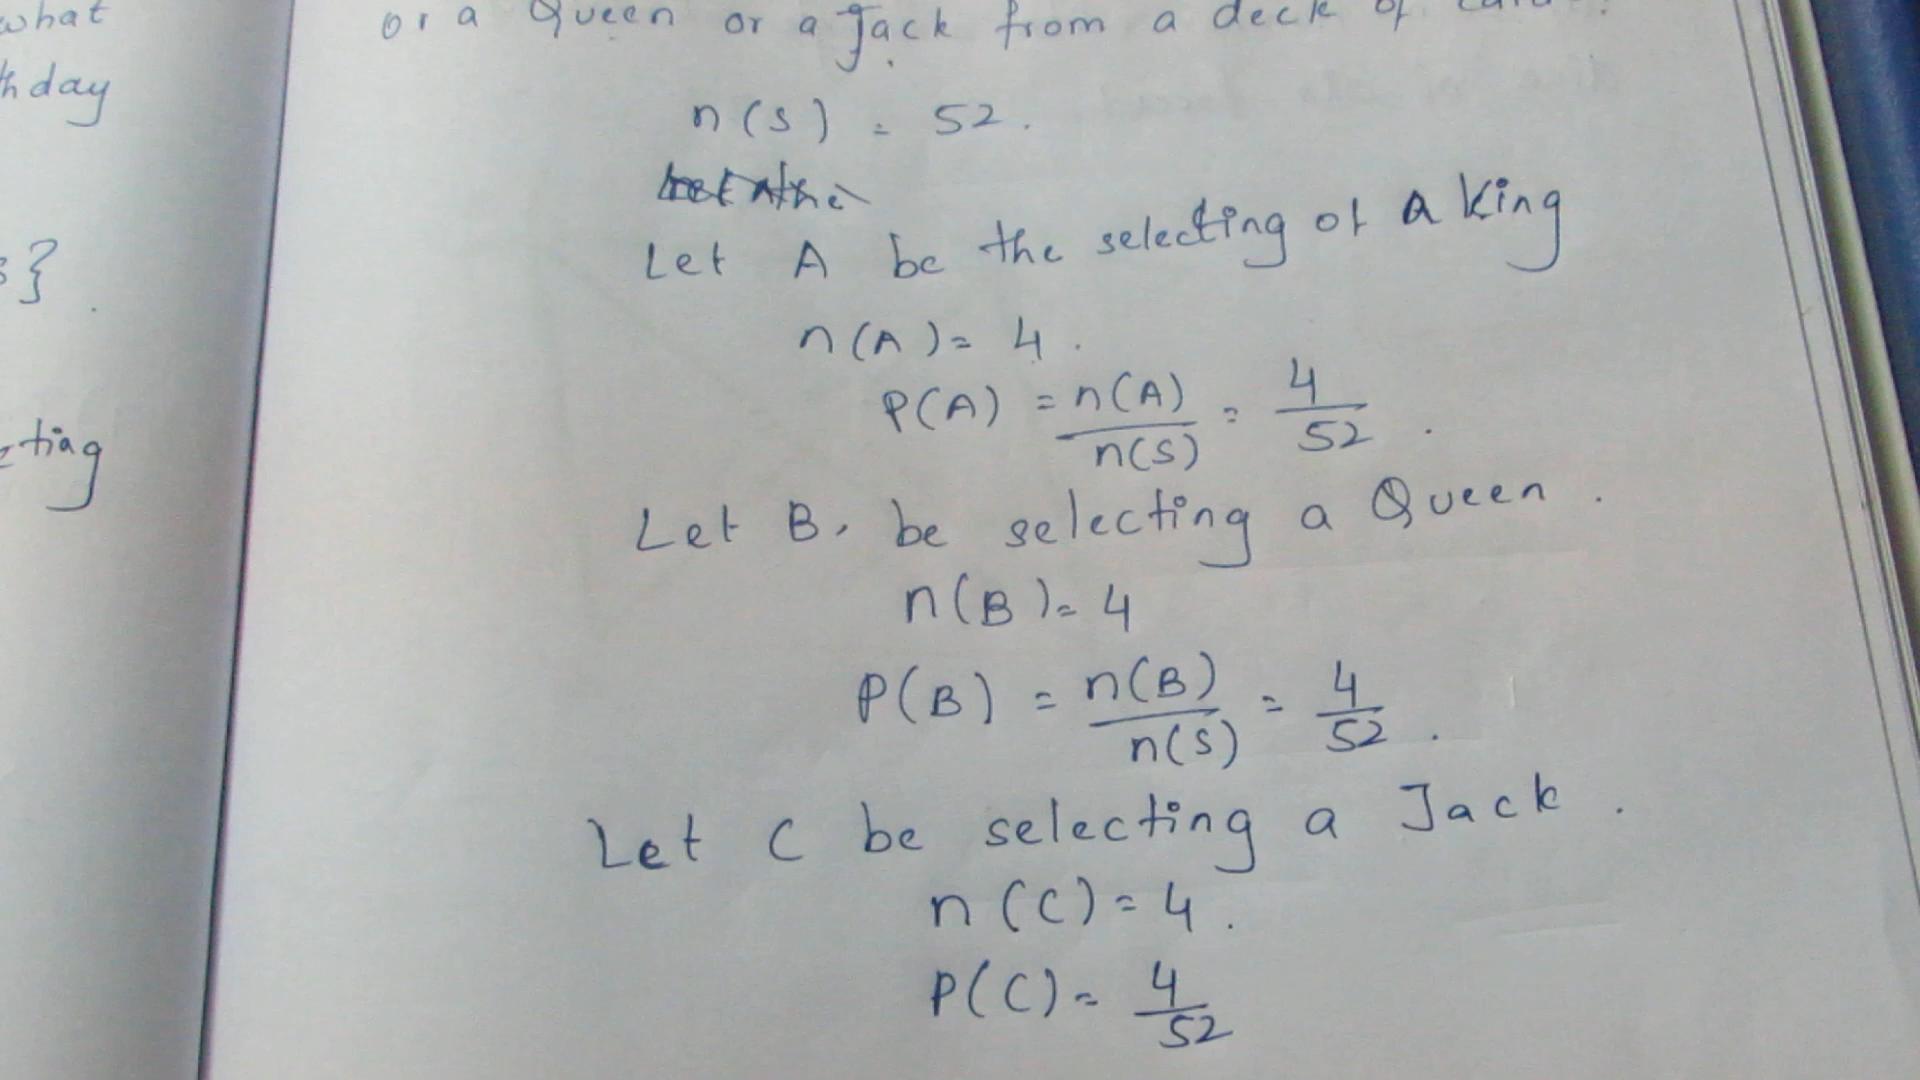 what
h day
s}
cting
or a Queen or a Jack from a deck of
n(S) = 52.
Let A be the selecting of a King
n(A) = 4.
P(A) = n(A)/n(S) = 4/52.
Let B, be selecting a Queen.
n(B) = 4
P(B) = n(B)/n(S) = 4/52.
Let C be selecting a Jack.
n(C) = 4.
P(C) = 4/52